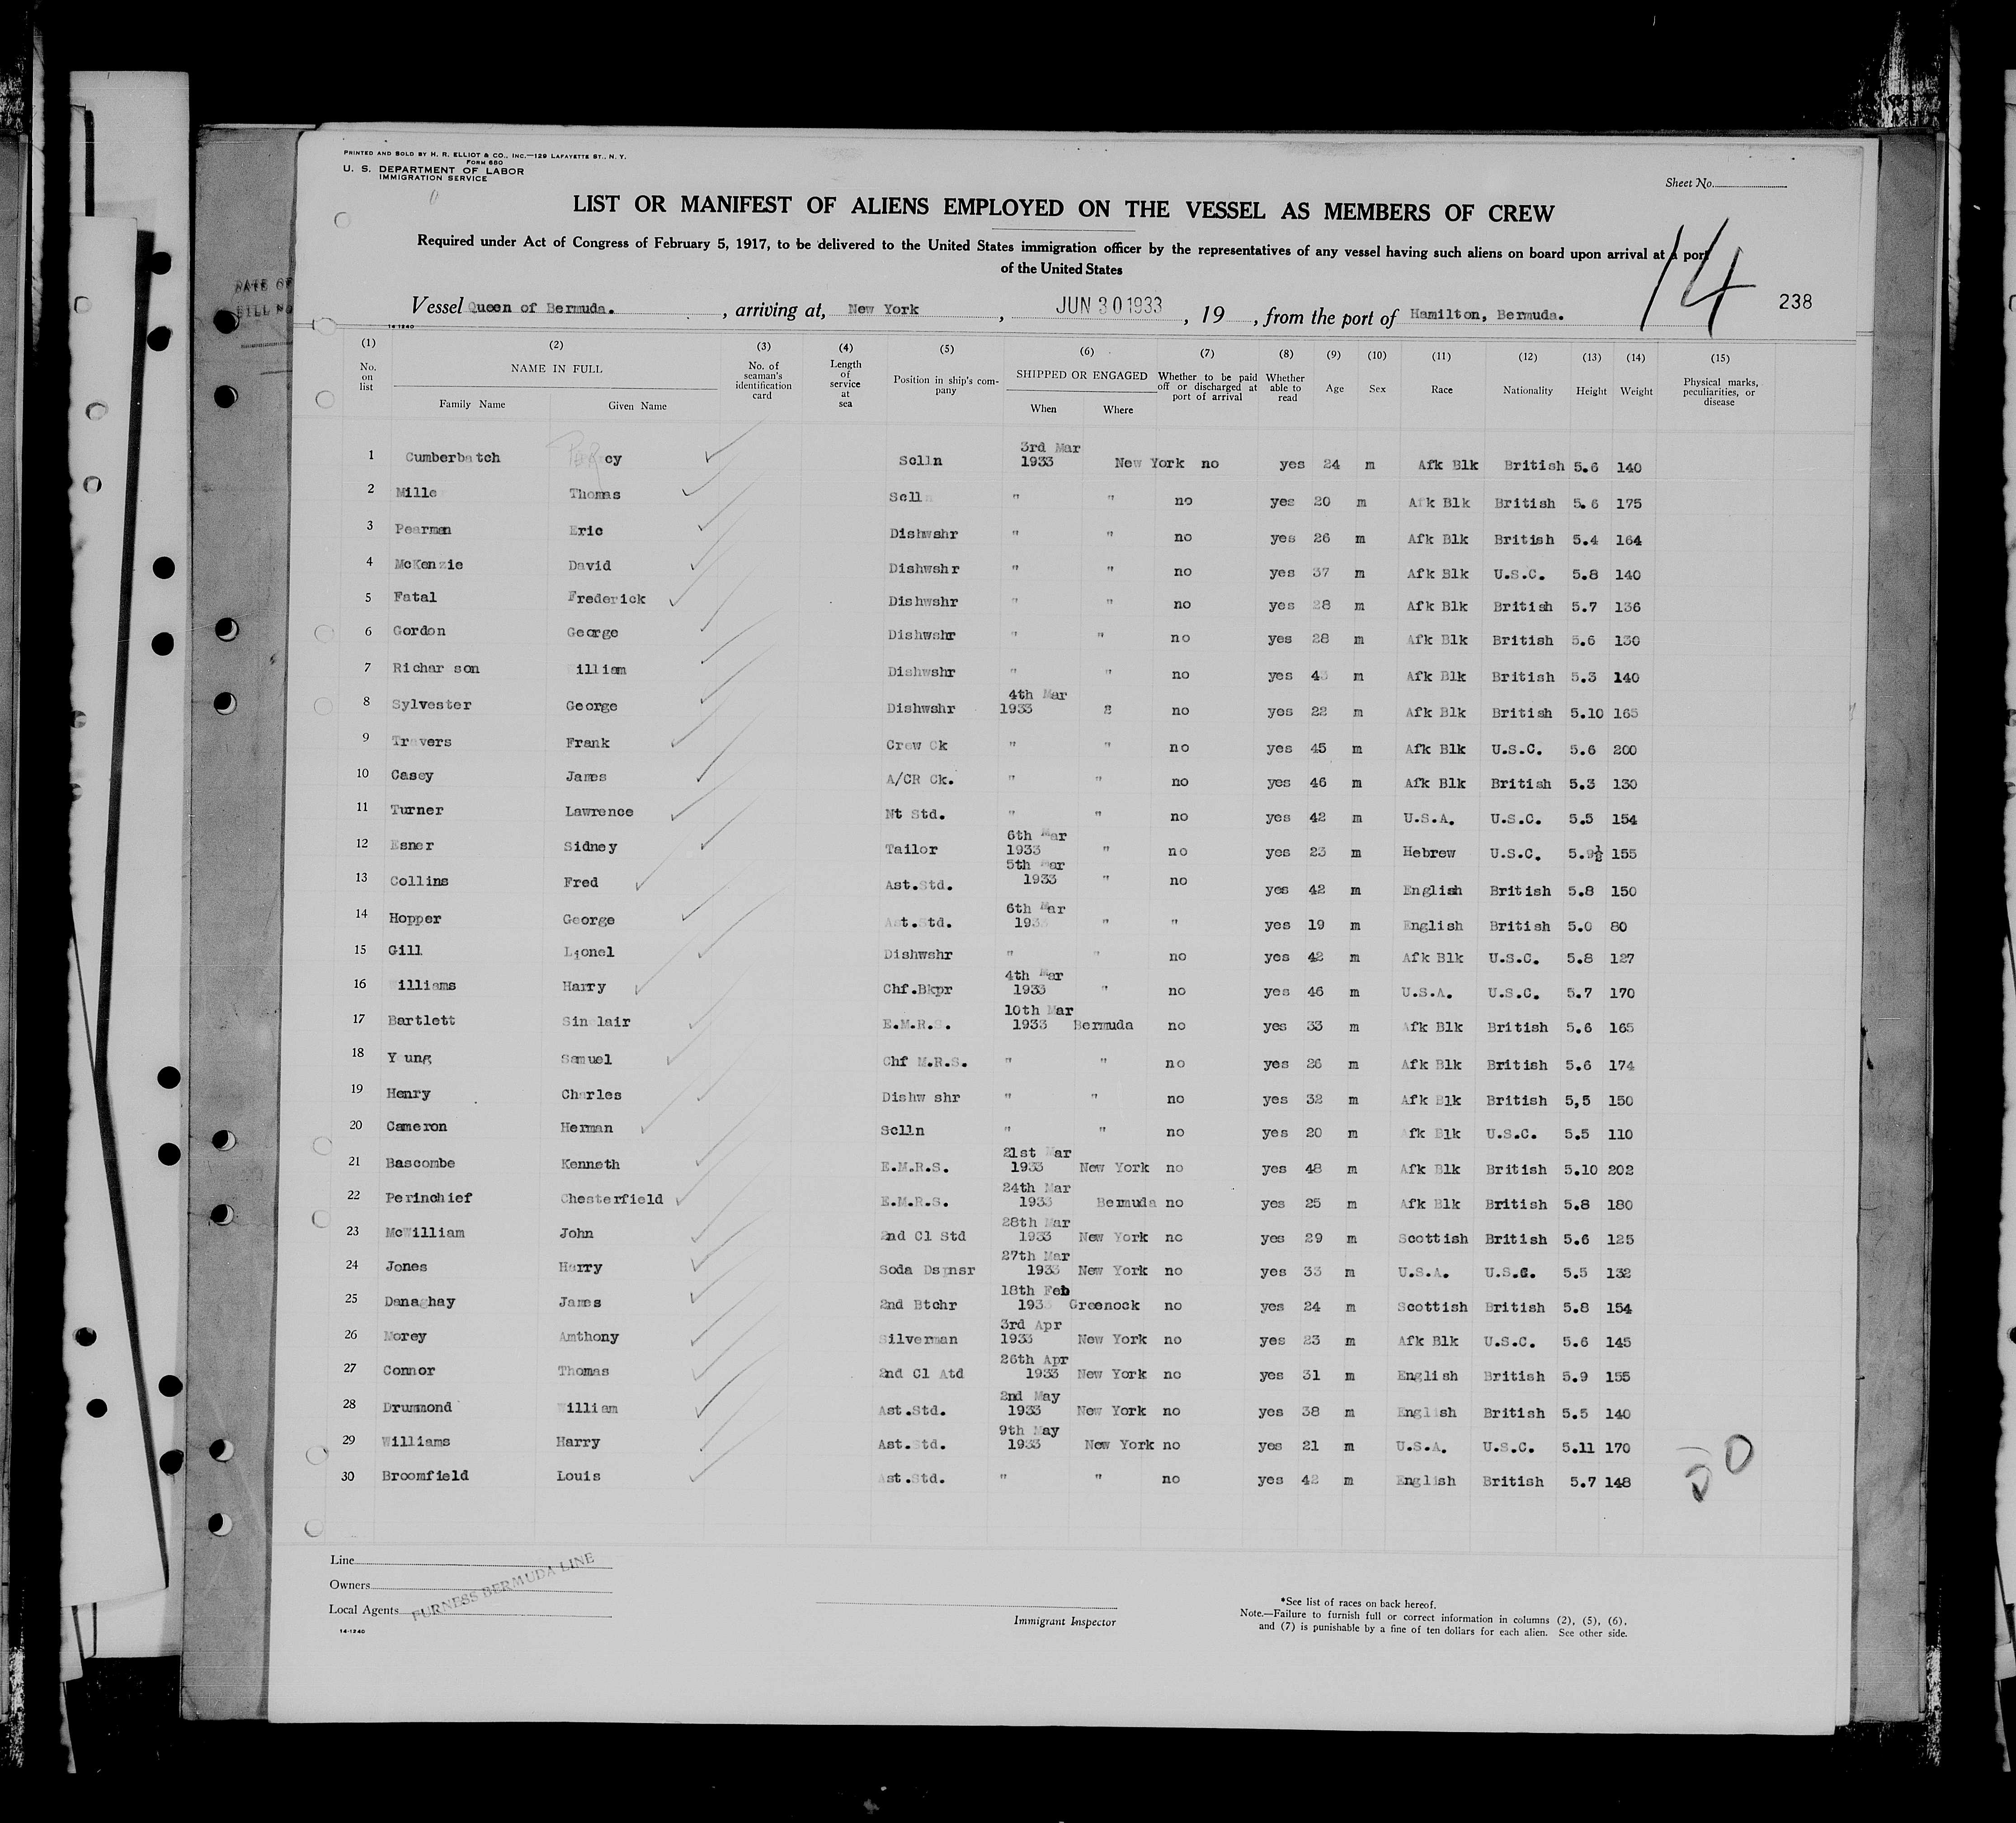 PRINTED AND SOLD BY H. R. ELLIOT & CO., INC.—129 LAFAYETTE ST., N. Y.
FORM 680
U. S. DEPARTMENT OF LABOR
IMMIGRATION SERVICE
Sheet No.
LIST OR MANIFEST OF ALIENS EMPLOYED ON THE VESSEL AS MEMBERS OF CREW
Required under Act of Congress of February 5, 1917, to be delivered to the United States immigration officer by the representatives of any vessel having such aliens on board upon arrival at a port
of the United States
14
238
Vessel Queen of Bermuda. , arriving at, New York , JUN 30 1933 , 19 , from the port of Hamilton, Bermuda.
14-1240
(1) (2) (3) (4) (5) (6) (7) (8) (9) (10) (11) (12) (13) (14) (15)
No. on list NAME IN FULL Family Name Given Name No. of seaman's identification card Length of service at sea Position in ship's company SHIPPED OR ENGAGED When Where Whether to be paid off or discharged at port of arrival Whether able to read Age Sex Race Nationality Height Weight Physical marks, peculiarities, or disease
1 Cumberbatch Percy Sclln 3rd Mar 1933 New York no yes 24 m Afk Blk British 5.6 140
2 Mills Thomas Scll " " no yes 20 m Afk Blk British 5.6 175
3 Pearman Eric Dishwshr " " no yes 26 m Afk Blk British 5.4 164
4 McKenzie David Dishwshr " " no yes 37 m Afk Blk U.S.C. 5.8 140
5 Fatal Frederick Dishwshr " " no yes 28 m Afk Blk British 5.7 136
6 Gordon George Dishwshr " " no yes 28 m Afk Blk British 5.6 130
7 Richar son illiam Dishwshr " " no yes 43 m Afk Blk British 5.3 140
8 Sylvester George Dishwshr 4th Mar 1933 " no yes 22 m Afk Blk British 5.10 165
9 Travers Frank Crew Ck " " no yes 45 m Afk Blk U.S.C. 5.6 200
10 Casey James A/CR Ck. " " no yes 46 m Afk Blk British 5.3 130
11 Turner Lawrence Nt Std. " " no yes 42 m U.S.A. U.S.C. 5.5 154
12 Esner Sidney Tailor 6th Mar 1933 " no yes 23 m Hebrew U.S.C. 5.9½ 155
13 Collins Fred Ast.Std. 5th Mar 1933 " no yes 42 m English British 5.8 150
14 Hopper George Ast.Std. 6th Mar 1933 " " yes 19 m English British 5.0 80
15 Gill Lionel Dishwshr " " no yes 42 m Afk Blk U.S.C. 5.8 127
16 illiams Harry Chf.Bkpr 4th Mar 1933 " no yes 46 m U.S.A. U.S.C. 5.7 170
17 Bartlett Sinclair E.M.R.S. 10th Mar 1933 Bermuda no yes 33 m Afk Blk British 5.6 165
18 Y ung Samuel Chf M.R.S. " " no yes 26 m Afk Blk British 5.6 174
19 Henry Charles Dishw shr " " no yes 32 m Afk Blk British 5,5 150
20 Cameron Herman Sclln " " no yes 20 m Afk Blk U.S.C. 5.5 110
21 Bascombe Kenneth E.M.R.S. 21st Mar 1933 New York no yes 48 m Afk Blk British 5.10 202
22 Perinchief Chesterfield E.M.R.S. 24th Mar 1933 Bermuda no yes 25 m Afk Blk British 5.8 180
23 McWilliam John 2nd Cl Std 28th Mar 1933 New York no yes 29 m Scottish British 5.6 125
24 Jones Harry Soda Dspnsr 27th Mar 1933 New York no yes 33 m U.S.A. U.S.C. 5.5 132
25 Danaghay James 2nd Btchr 18th Feb 1933 Greenock no yes 24 m Scottish British 5.8 154
26 Morey Anthony Silverman 3rd Apr 1933 New York no yes 23 m Afk Blk U.S.C. 5.6 145
27 Connor Thomas 2nd Cl Atd 26th Apr 1933 New York no yes 31 m English British 5.9 155
28 Drummond illiam Ast.Std. 2nd May 1933 New York no yes 38 m English British 5.5 140
29 Williams Harry Ast.Std. 9th May 1933 New York no yes 21 m U.S.A. U.S.C. 5.11 170
30 Broomfield Louis Ast.Std. " " no yes 42 m English British 5.7 148
Line
Owners
Local Agents
FURNESS BERMUDA LINE
14-1240
Immigrant Inspector
*See list of races on back hereof.
Note.—Failure to furnish full or correct information in columns (2), (5), (6),
and (7) is punishable by a fine of ten dollars for each alien. See other side.